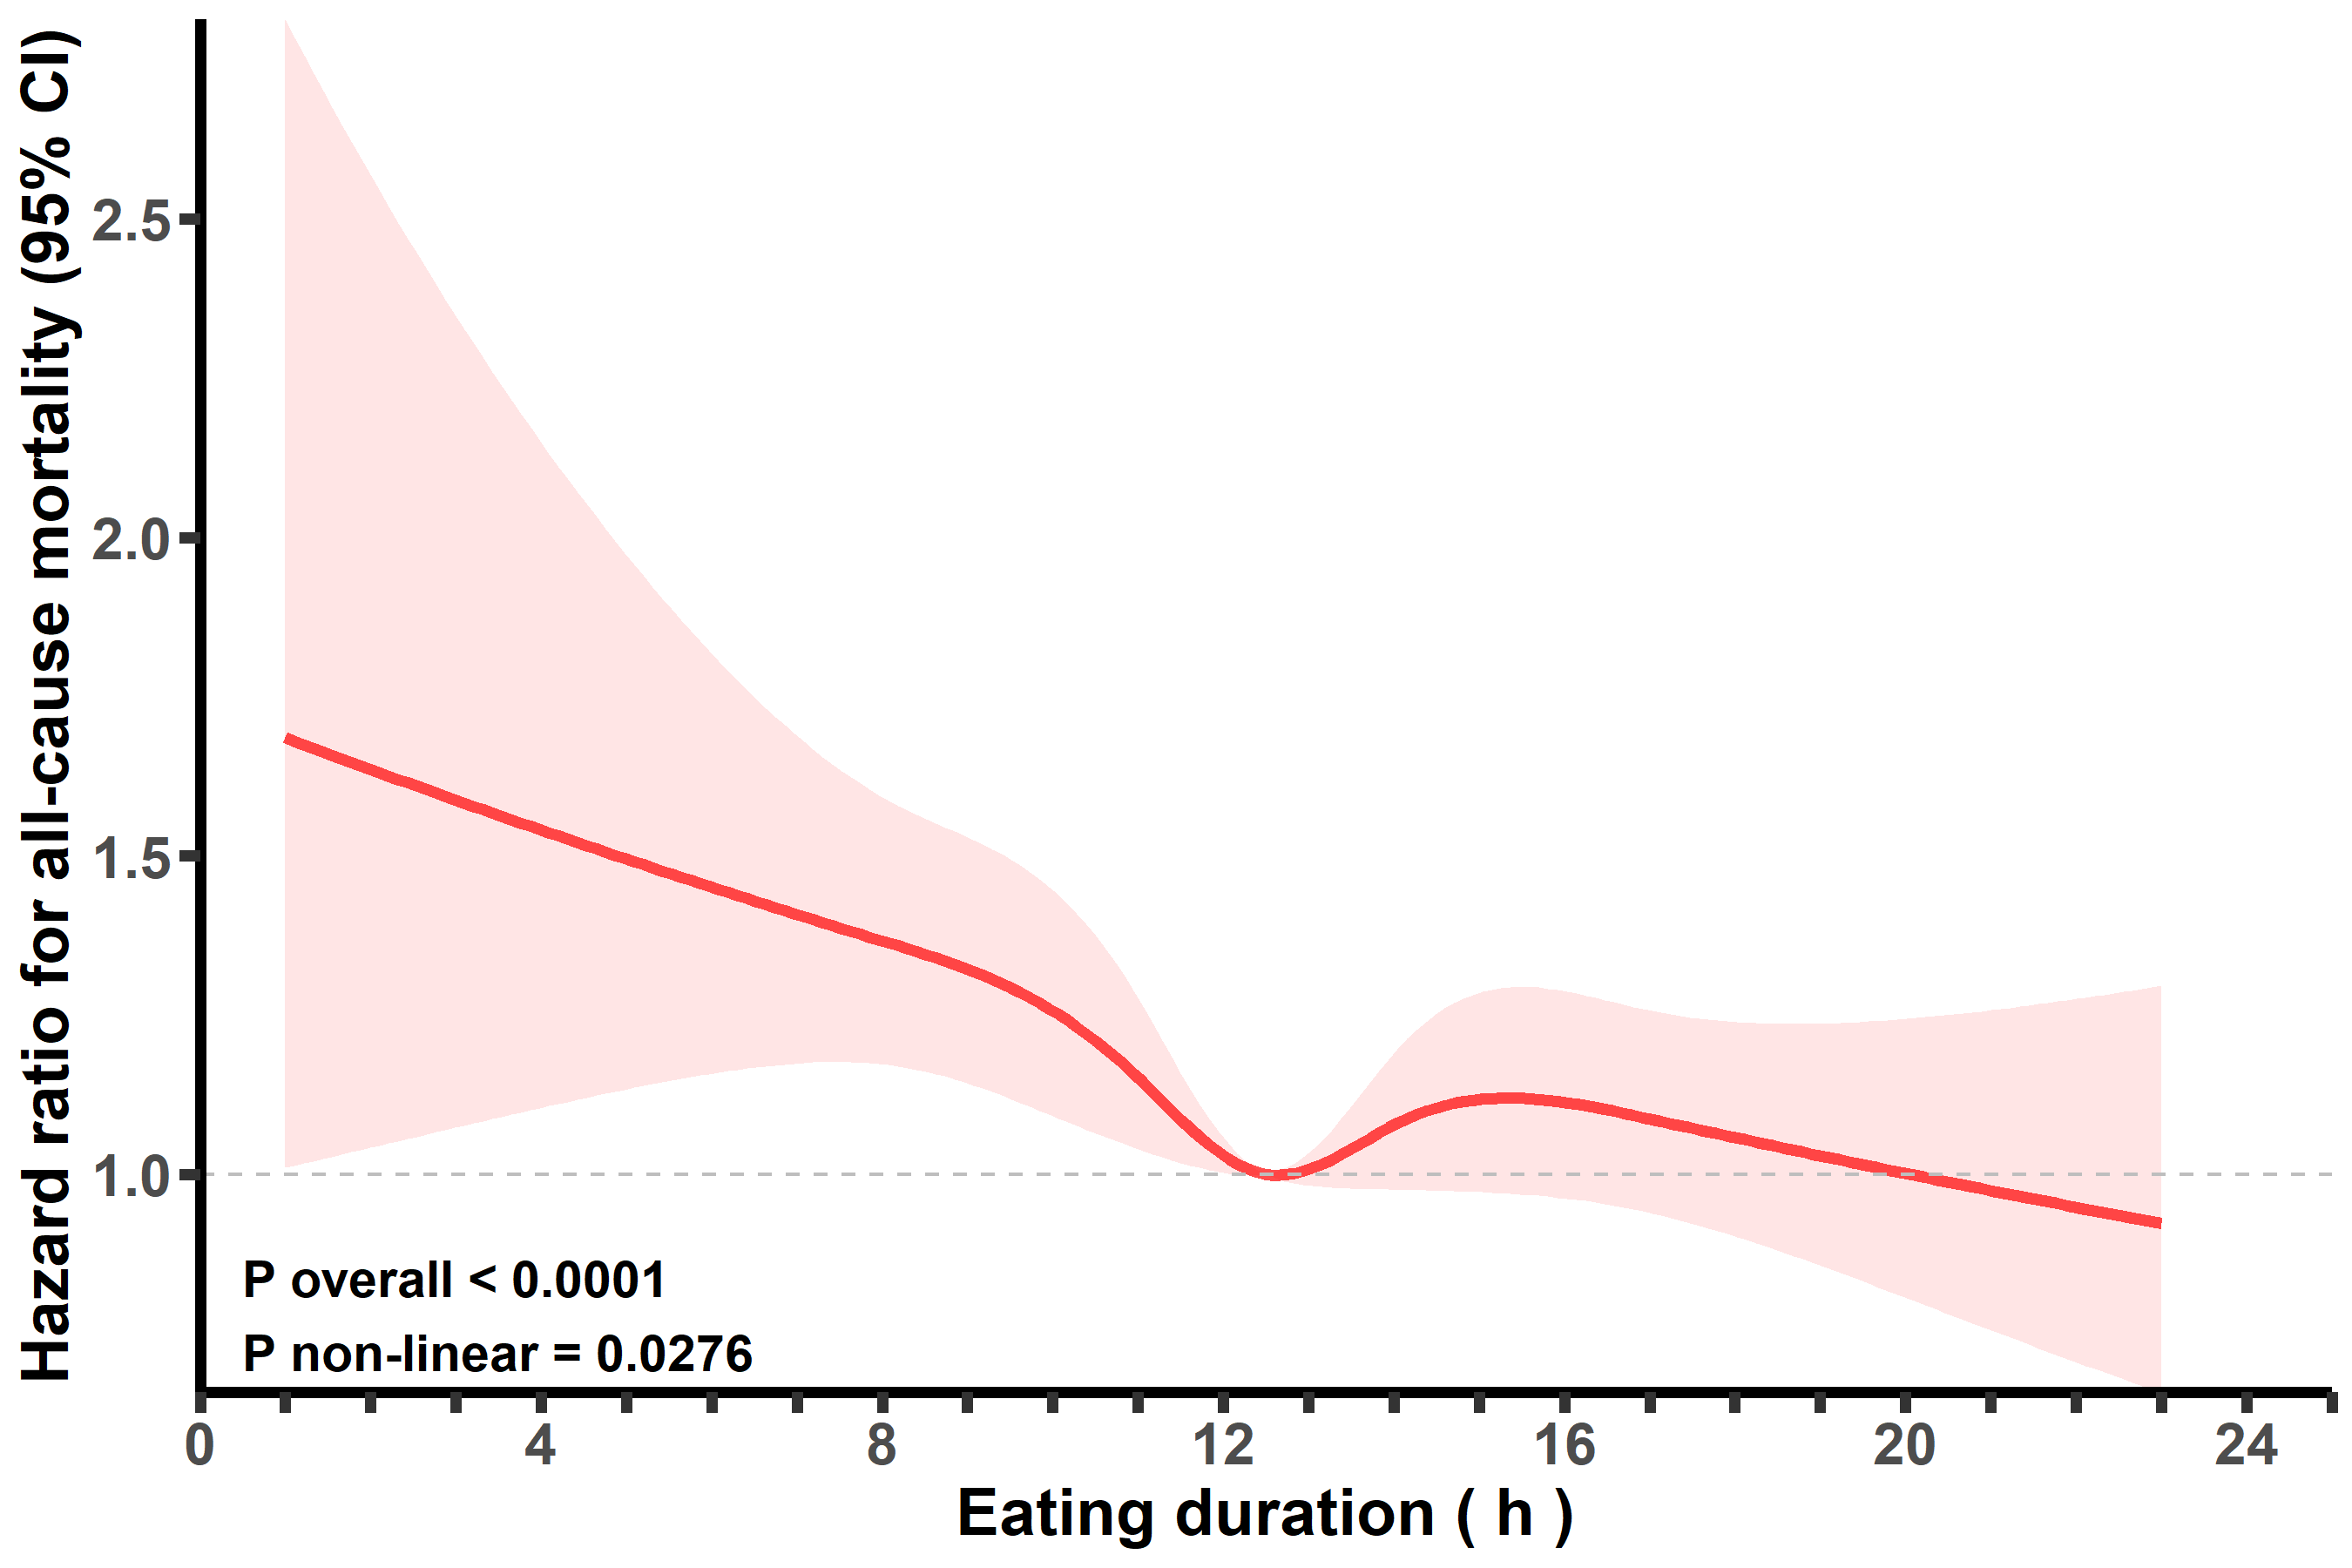 Hazard ratio for all-cause mortality (95% CI)
2.5
2.0
1.5
1.0
P overall < 0.0001
P non-linear = 0.0276
0 4 8 12 16 20 24
Eating duration ( h )